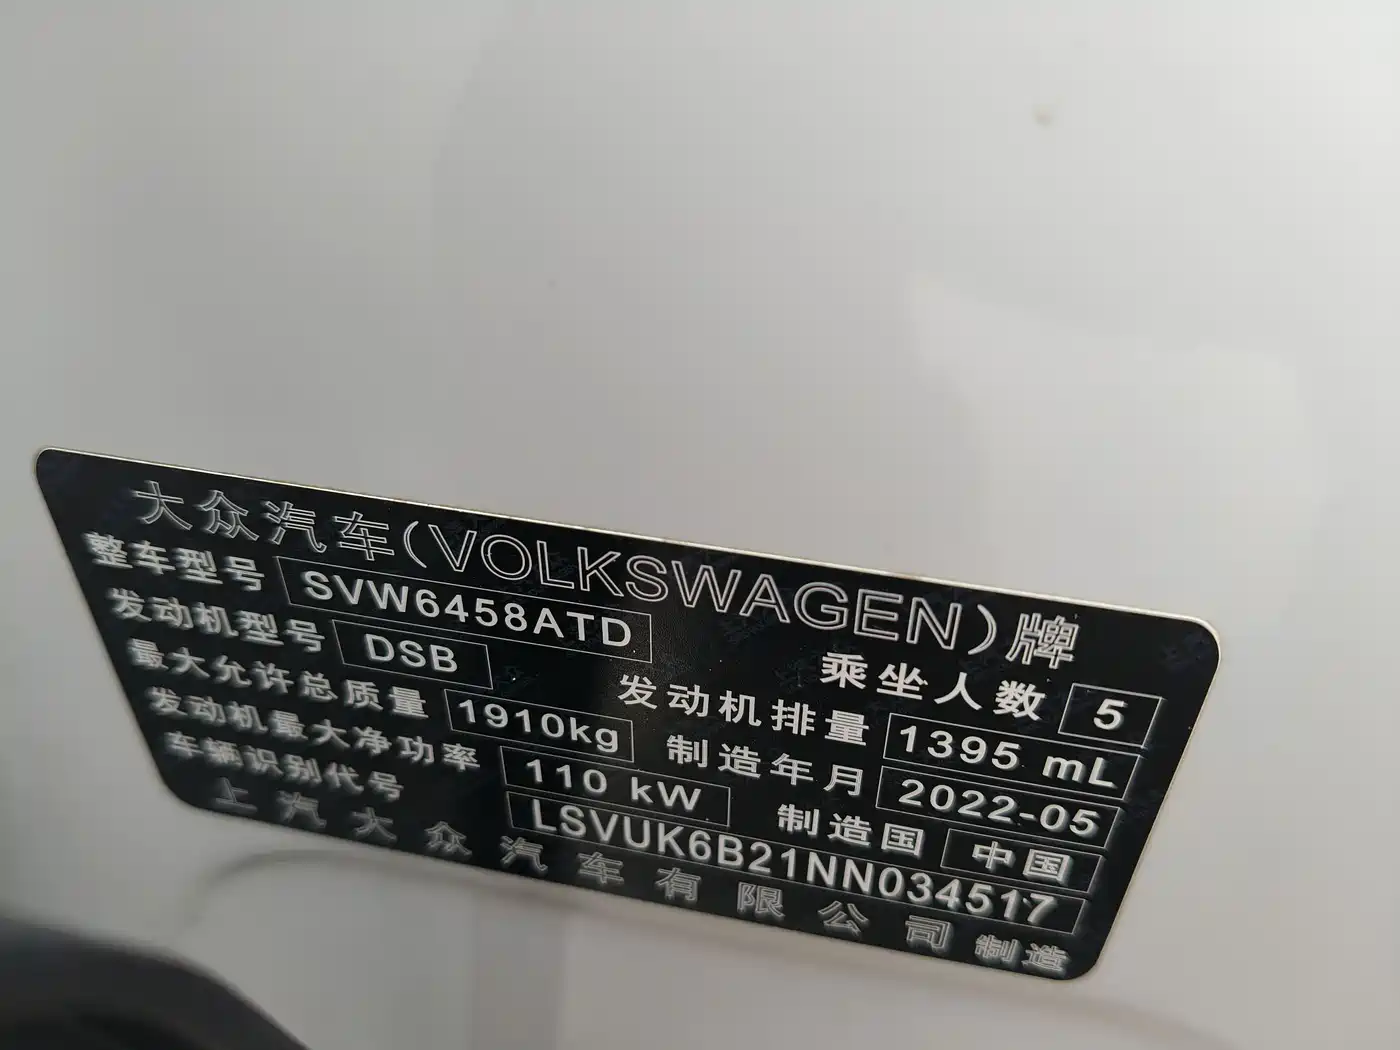 大众汽车(VOLKSWAGEN)牌
整车型号 SVW6458ATD 乘坐人数 5
发动机型号 DSB 发动机排量 1395 mL
最大允许总质量 1910kg 制造年月 2022-05
发动机最大净功率 110 kW 制造国 中国
车辆识别代号 LSVUK6B21NN034517
上汽大众汽车有限公司制造